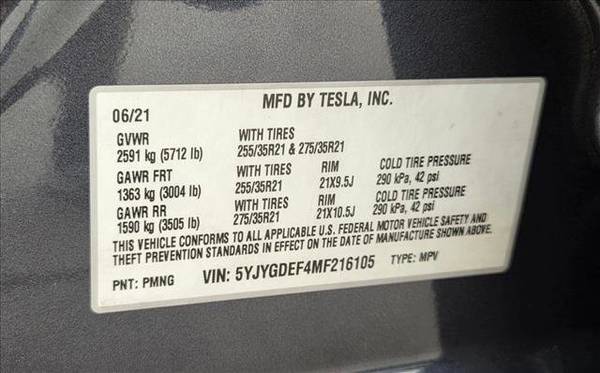 MFD BY TESLA, INC.
06/21
GVWR WITH TIRES
2591 kg (5712 lb) 255/35R21 & 275/35R21
GAWR FRT WITH TIRES RIM COLD TIRE PRESSURE
1363 kg (3004 lb) 255/35R21 21X9.5J 290 kPa, 42 psi
GAWR RR WITH TIRES RIM COLD TIRE PRESSURE
1590 kg (3505 lb) 275/35R21 21X10.5J 290 kPa, 42 psi
THIS VEHICLE CONFORMS TO ALL APPLICABLE U.S. FEDERAL MOTOR VEHICLE SAFETY AND
THEFT PREVENTION STANDARDS IN EFFECT ON THE DATE OF MANUFACTURE SHOWN ABOVE.
PNT: PMNG VIN: 5YJYGDEF4MF216105 TYPE: MPV